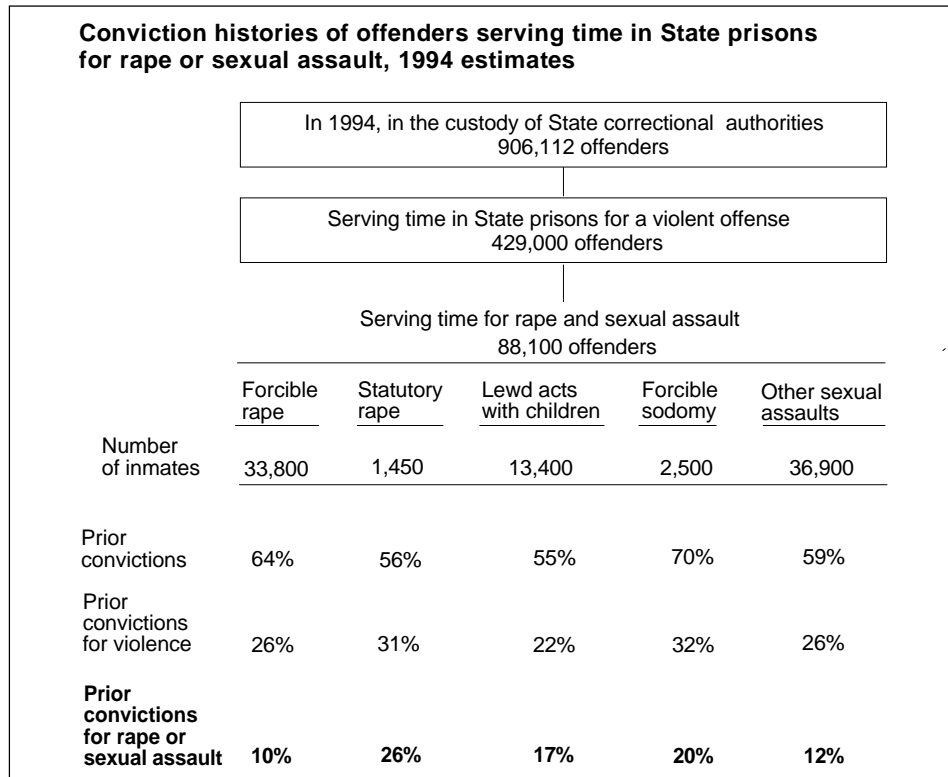 Conviction histories of offenders serving time in State prisons
for rape or sexual assault, 1994 estimates
In 1994, in the custody of State correctional authorities
906,112 offenders
Serving time in State prisons for a violent offense
429,000 offenders
Serving time for rape and sexual assault
88,100 offenders
Forcible rape
Statutory rape
Lewd acts with children
Forcible sodomy
Other sexual assaults
Number
of inmates 33,800 1,450 13,400 2,500 36,900
Prior
convictions 64% 56% 55% 70% 59%
Prior
convictions
for violence 26% 31% 22% 32% 26%
Prior
convictions
for rape or
sexual assault 10% 26% 17% 20% 12%